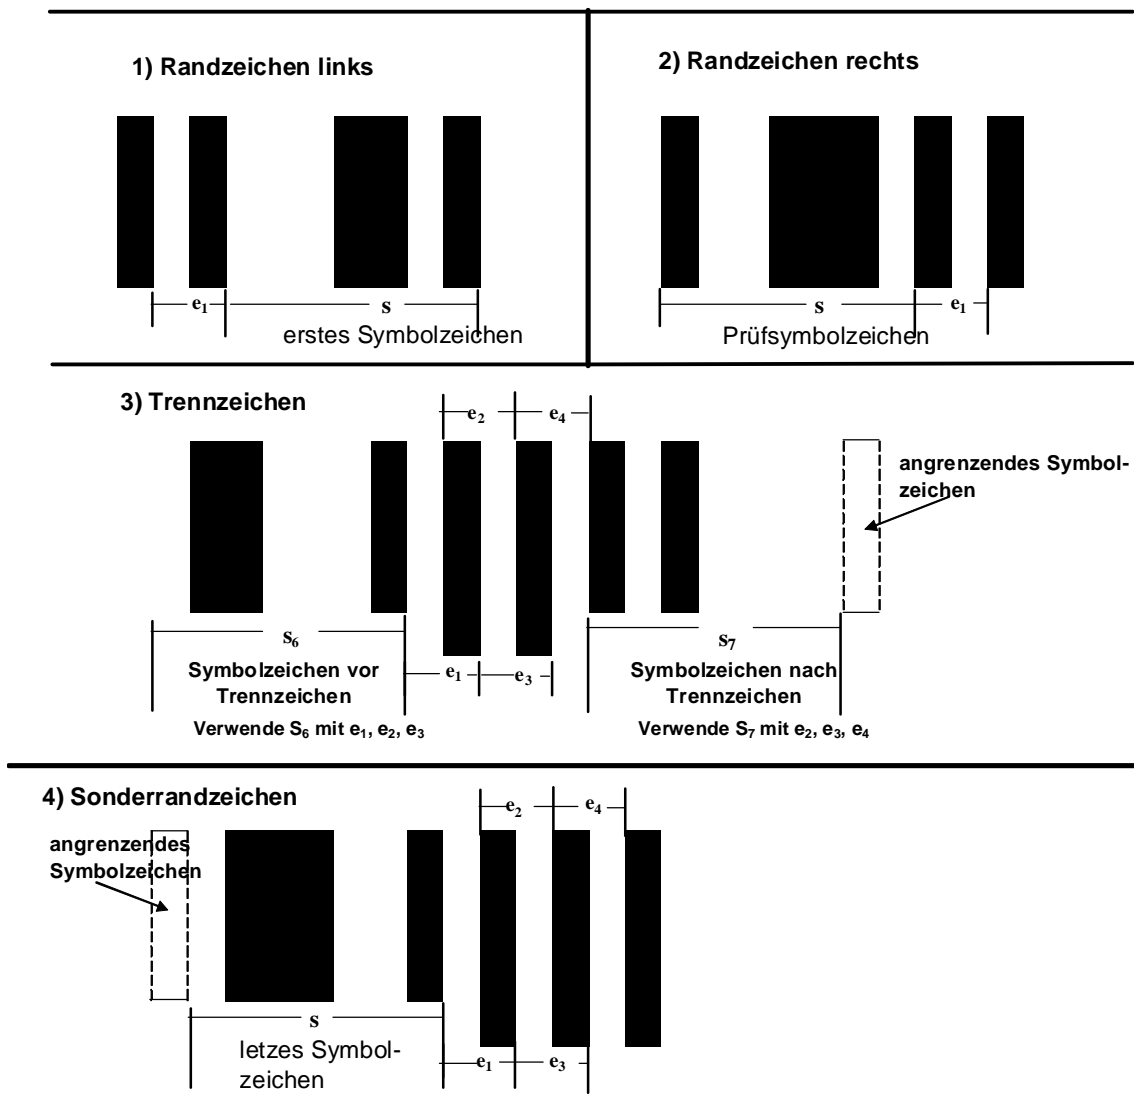 1) Randzeichen links
e₁
s
erstes Symbolzeichen
2) Randzeichen rechts
s
e₁
Prüfsymbolzeichen
3) Trennzeichen
e₂
e₄
angrenzendes Symbol-
zeichen
s₆
s₇
e₁
e₃
Symbolzeichen vor
Trennzeichen
Verwende S₆ mit e₁, e₂, e₃
Symbolzeichen nach
Trennzeichen
Verwende S₇ mit e₂, e₃, e₄
4) Sonderrandzeichen
e₂
e₄
angrenzendes
Symbolzeichen
s
letzes Symbol-
zeichen
e₁
e₃